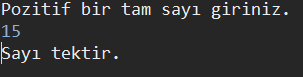 Pozitif bir tam sayı giriniz.
15
Sayı tektir.